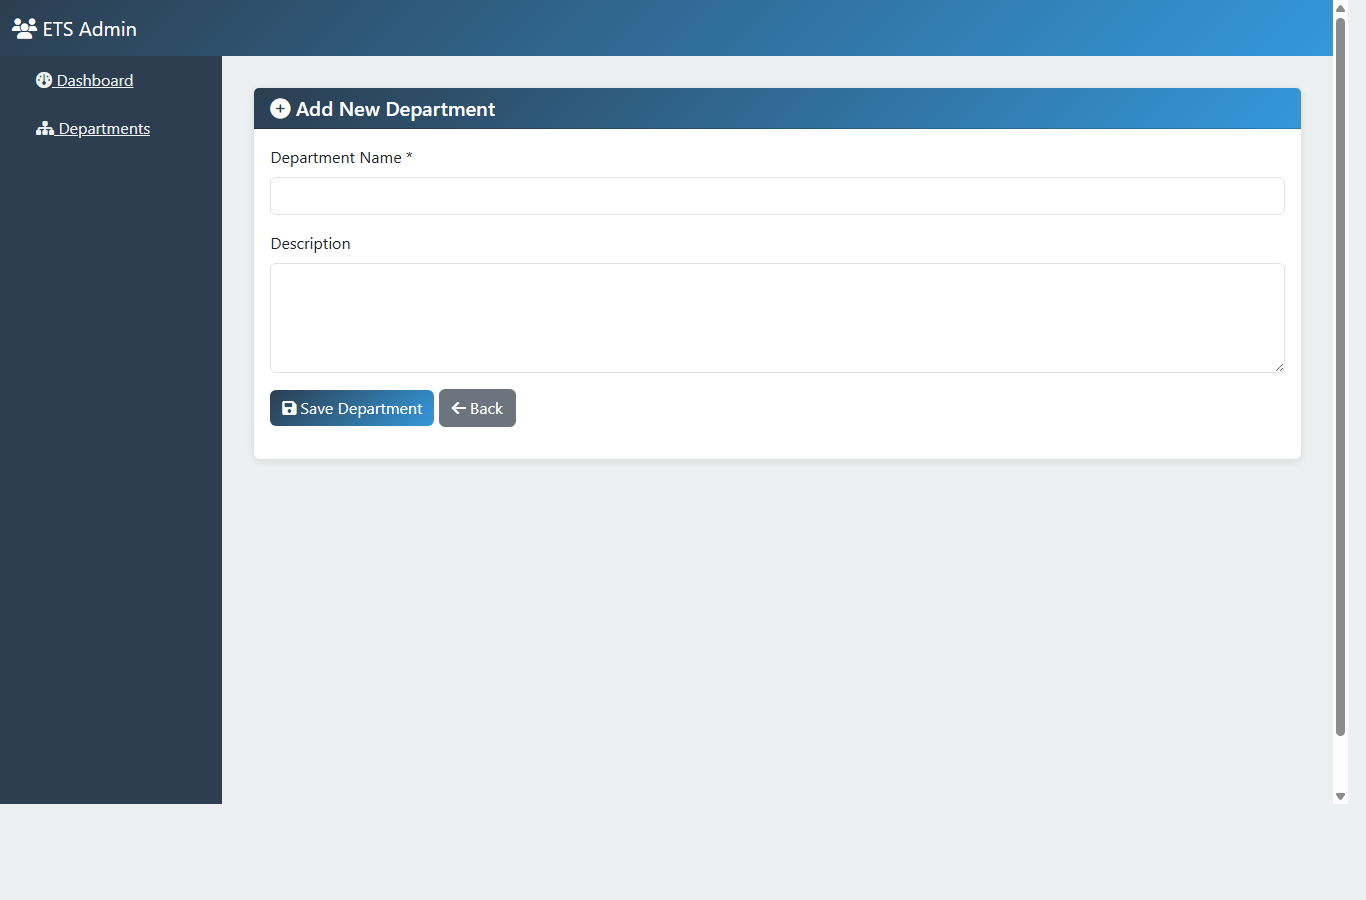 ETS Admin
Dashboard
Departments
Add New Department
Department Name *
Description
Save Department
Back